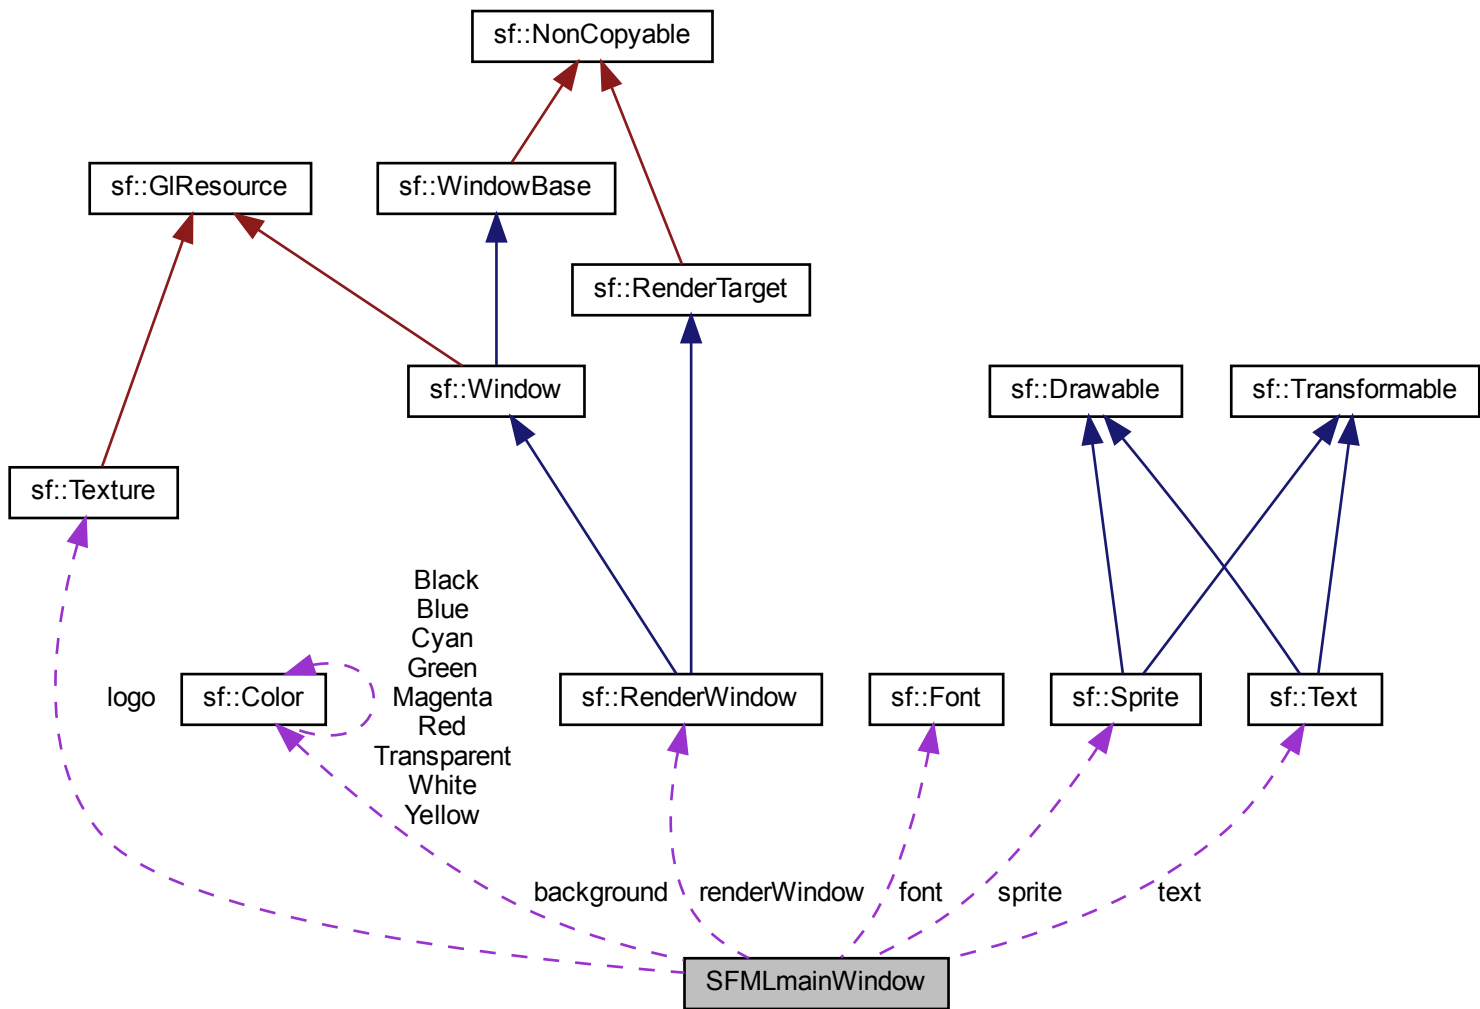 sf::NonCopyable
sf::GlResource
sf::WindowBase
sf::RenderTarget
sf::Window
sf::Drawable
sf::Transformable
sf::Texture
Black
Blue
Cyan
Green
Magenta
Red
Transparent
White
Yellow
logo
sf::Color
sf::RenderWindow
sf::Font
sf::Sprite
sf::Text
background
renderWindow
font
sprite
text
SFMLmainWindow